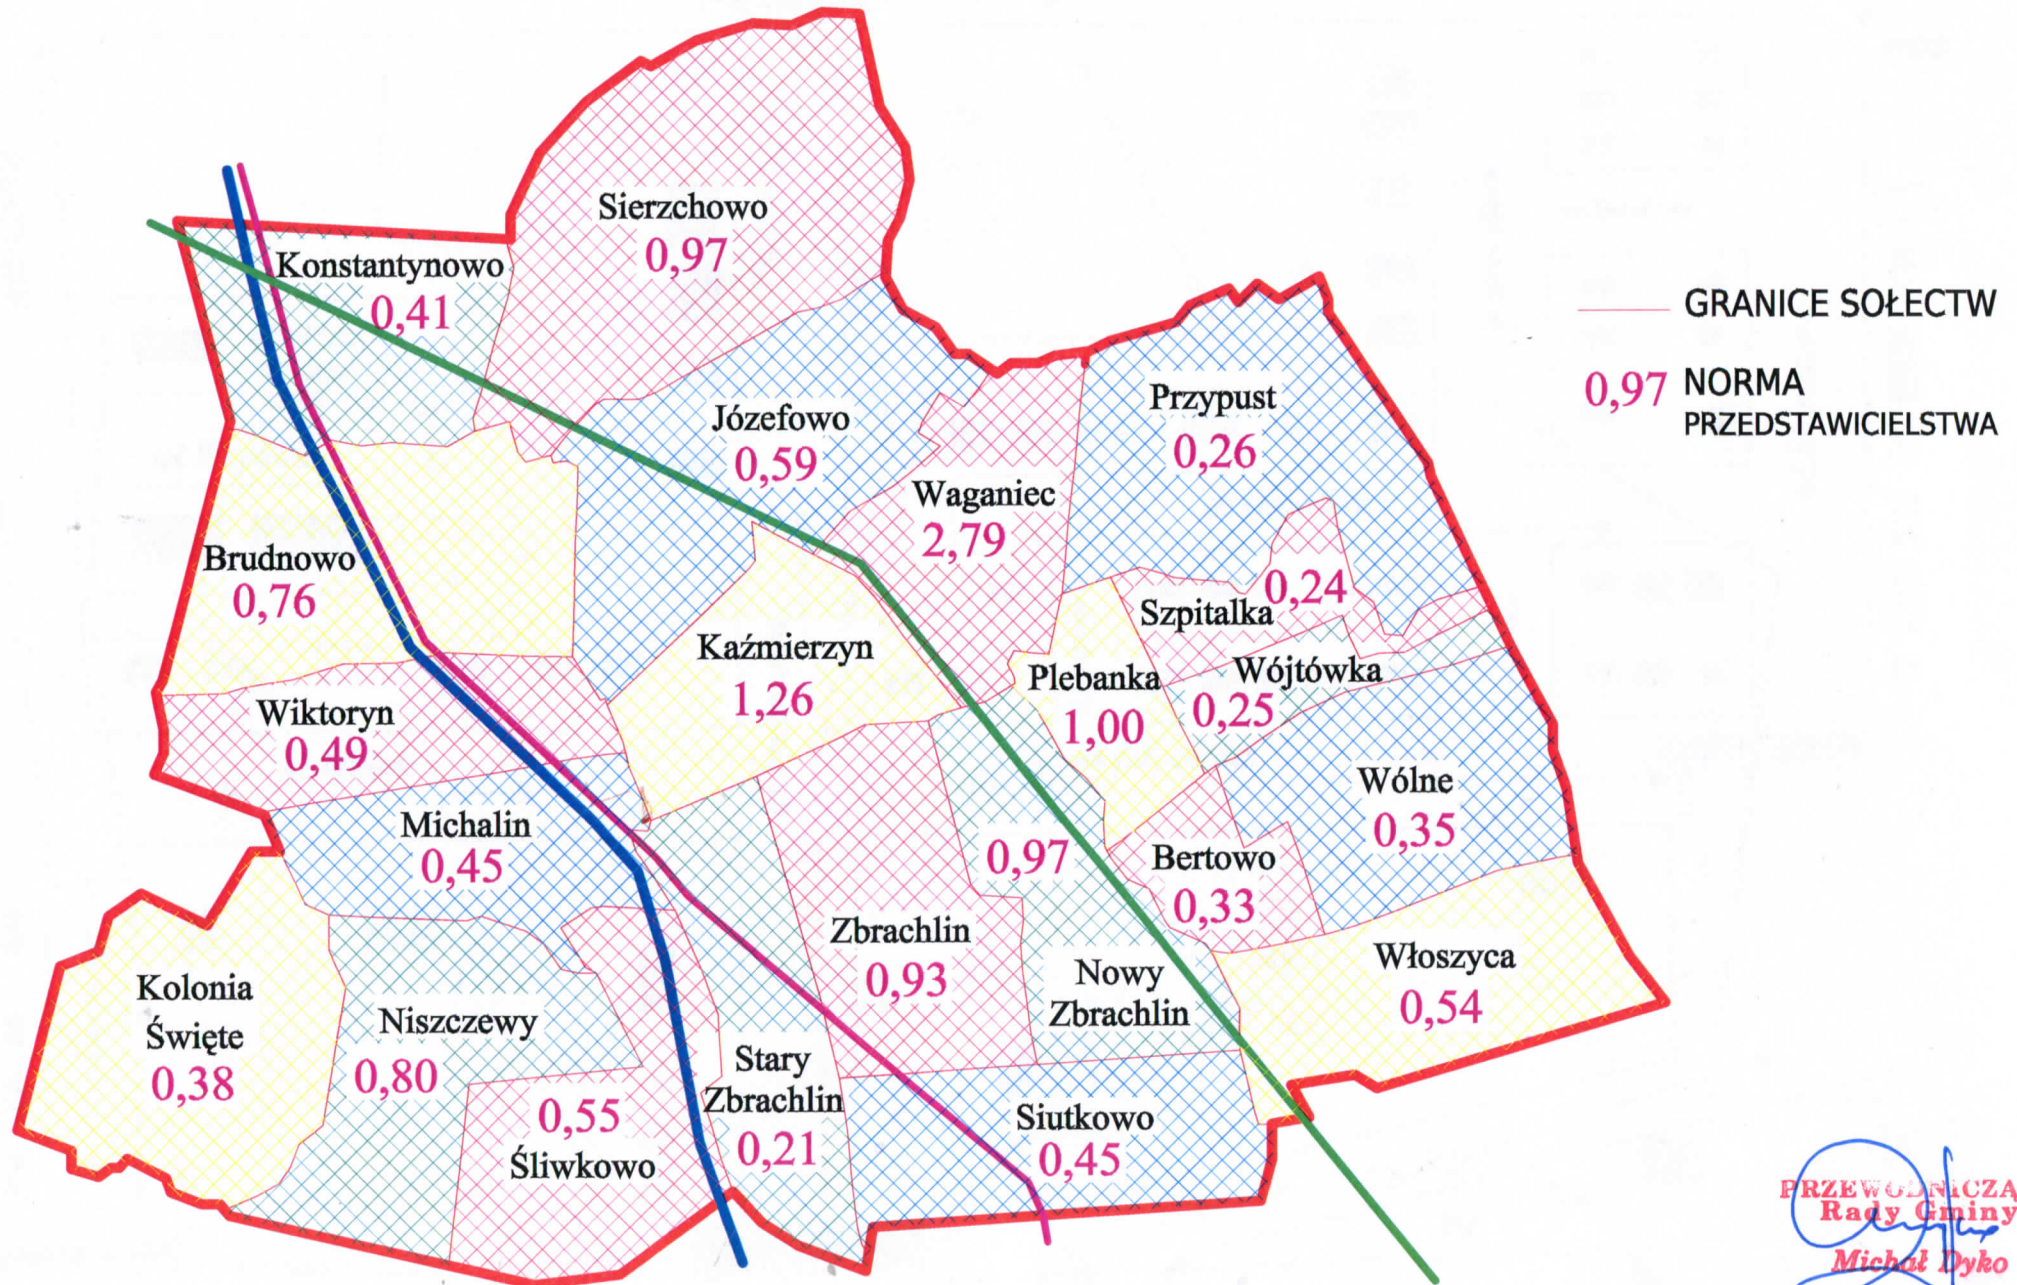 Sierzchowo
0,97
Konstantynowo
0,41
GRANICE SOŁECTW
0,97 NORMA
PRZEDSTAWICIELSTWA
Józefowo
0,59
Przypust
0,26
Waganiec
2,79
Brudnowo
0,76
Szpitalka
0,24
Kaźmierzyn
1,26
Plebanka
1,00
Wójtówka
0,25
Wiktoryn
0,49
Wólne
0,35
Michalin
0,45
Bertowo
0,33
Zbrachlin
0,93
0,97
Nowy
Zbrachlin
Włoszyca
0,54
Kolonia
Święte
0,38
Niszczewy
0,80
Stary
Zbrachlin
0,21
0,55
Śliwkowo
Siutkowo
0,45
PRZEWODNICZĄ
Rady Gminy
Michał Dyko